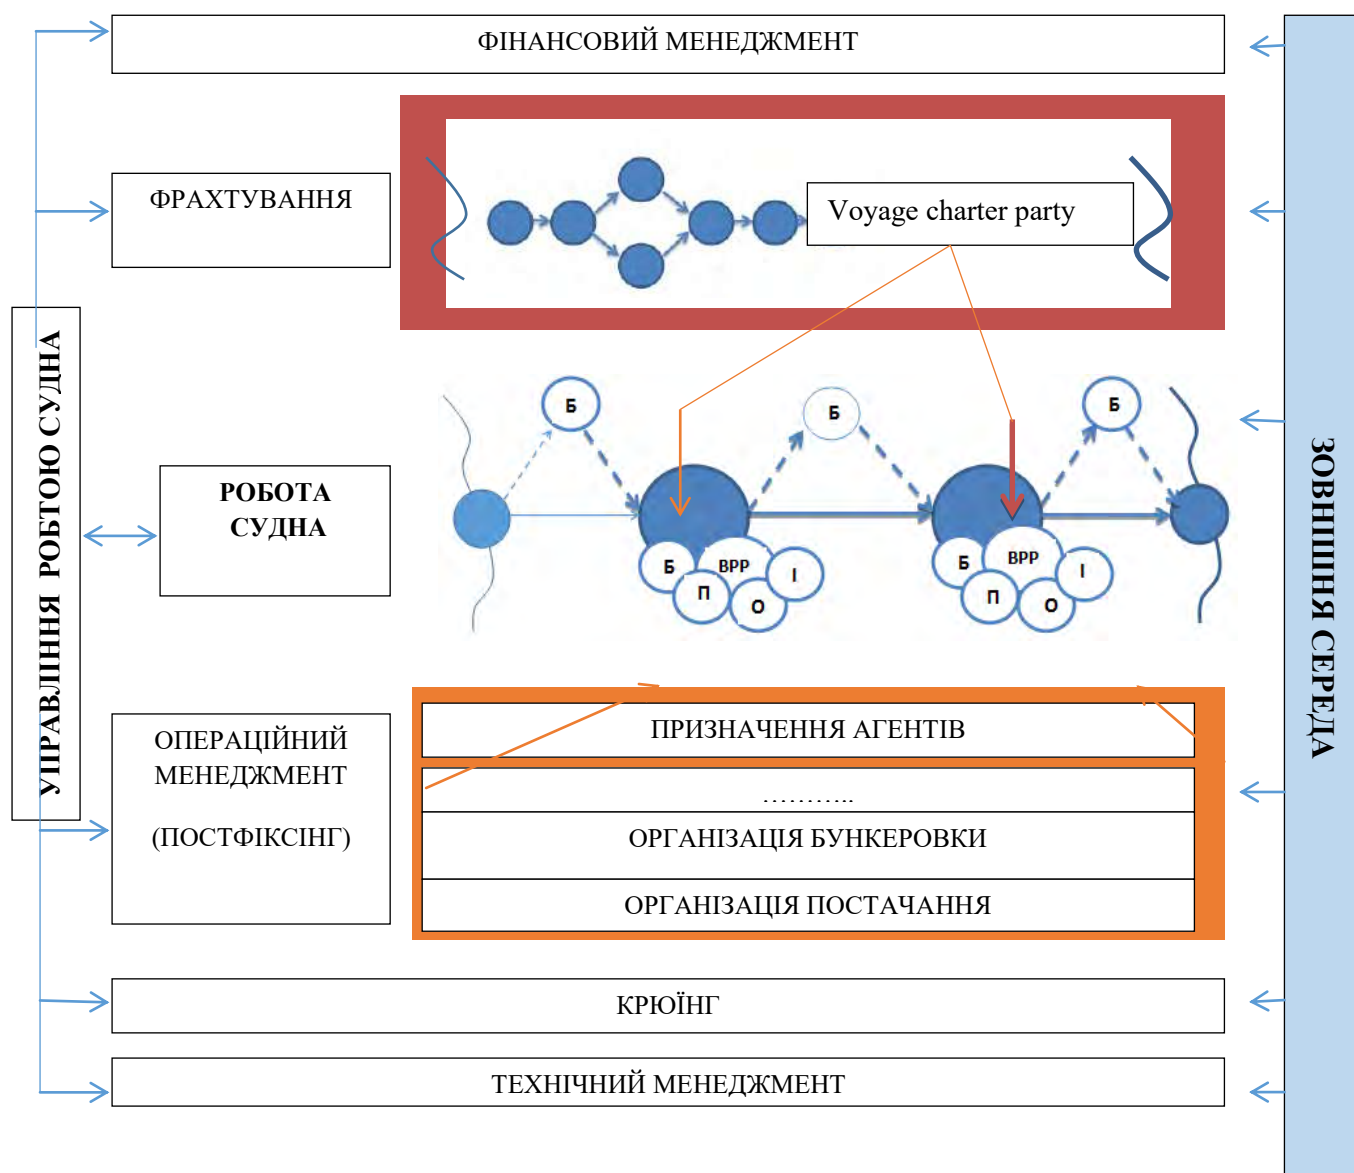 ФІНАНСОВИЙ МЕНЕДЖМЕНТ
ФРАХТУВАННЯ
Voyage charter party
УПРАВЛІННЯ РОБТОЮ СУДНА
ЗОВНІШНЯ СЕРЕДА
Б
Б
Б
РОБОТА
СУДНА
Б
ВРР
І
П
О
Б
ВРР
І
П
О
ОПЕРАЦІЙНИЙ
МЕНЕДЖМЕНТ
(ПОСТФІКСІНГ)
ПРИЗНАЧЕННЯ АГЕНТІВ
………..
ОРГАНІЗАЦІЯ БУНКЕРОВКИ
ОРГАНІЗАЦІЯ ПОСТАЧАННЯ
КРЮЇНГ
ТЕХНІЧНИЙ МЕНЕДЖМЕНТ